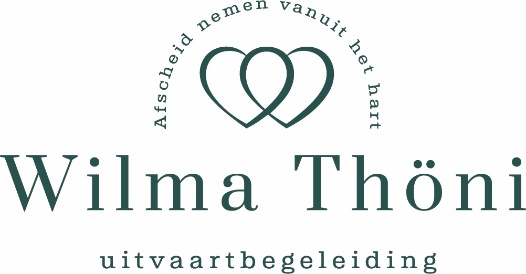 Afscheid nemen vanuit het hart
Wilma Thöni
uitvaartbegeleiding